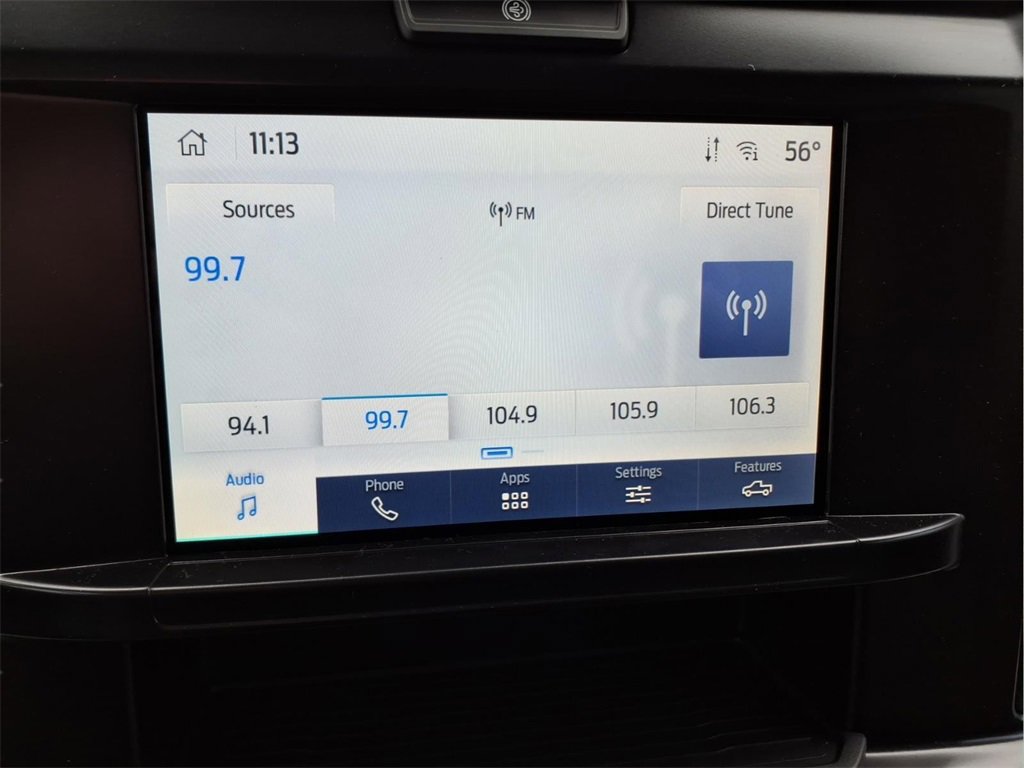 11:13
56°
Sources
FM
Direct Tune
99.7
94.1
99.7
104.9
105.9
106.3
Audio
Phone
Apps
Settings
Features